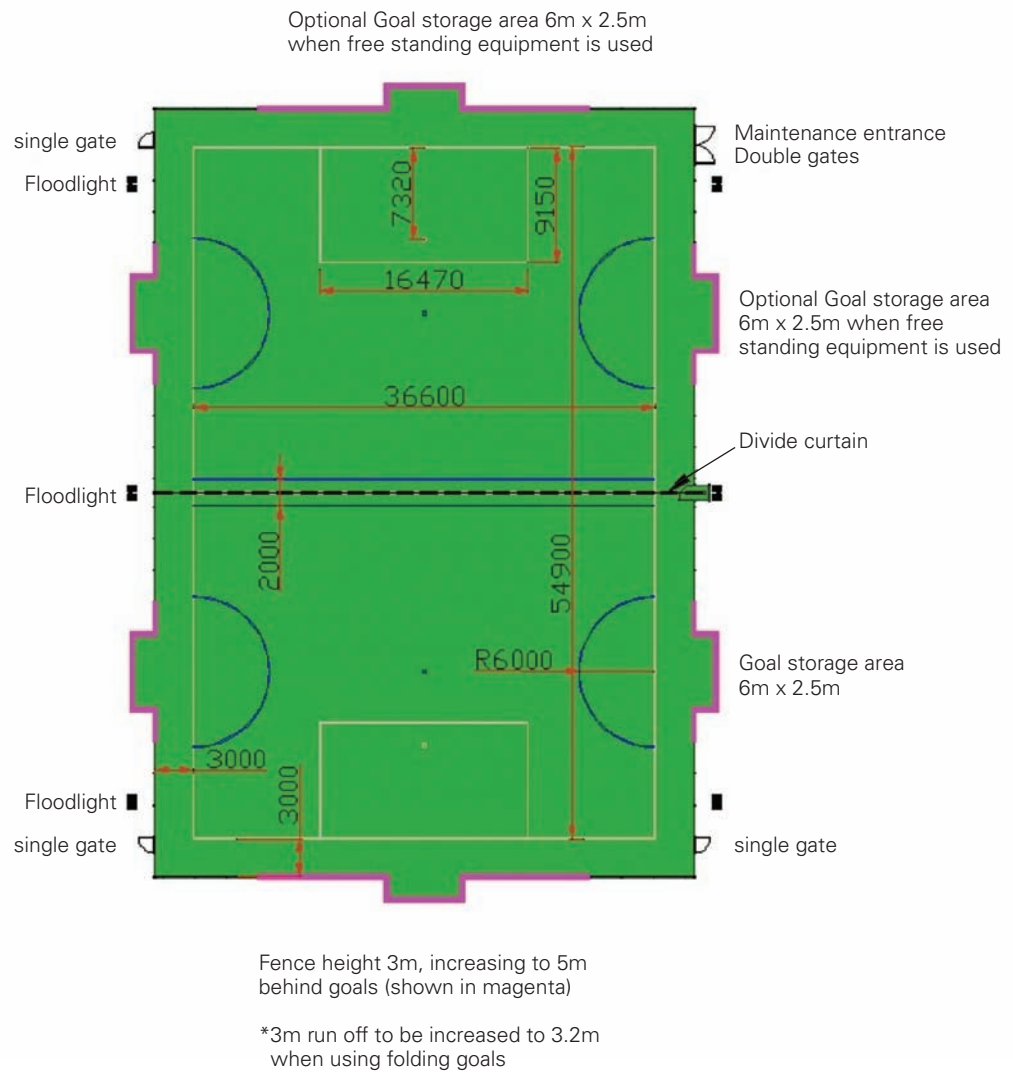 Optional Goal storage area 6m x 2.5m
when free standing equipment is used
single gate
Maintenance entrance
Double gates
Floodlight
7320
9150
16470
Optional Goal storage area
6m x 2.5m when free
standing equipment is used
36600
Divide curtain
Floodlight
2000
54900
R6000
Goal storage area
6m x 2.5m
3000
3000
Floodlight
single gate
single gate
Fence height 3m, increasing to 5m
behind goals (shown in magenta)
*3m run off to be increased to 3.2m
when using folding goals